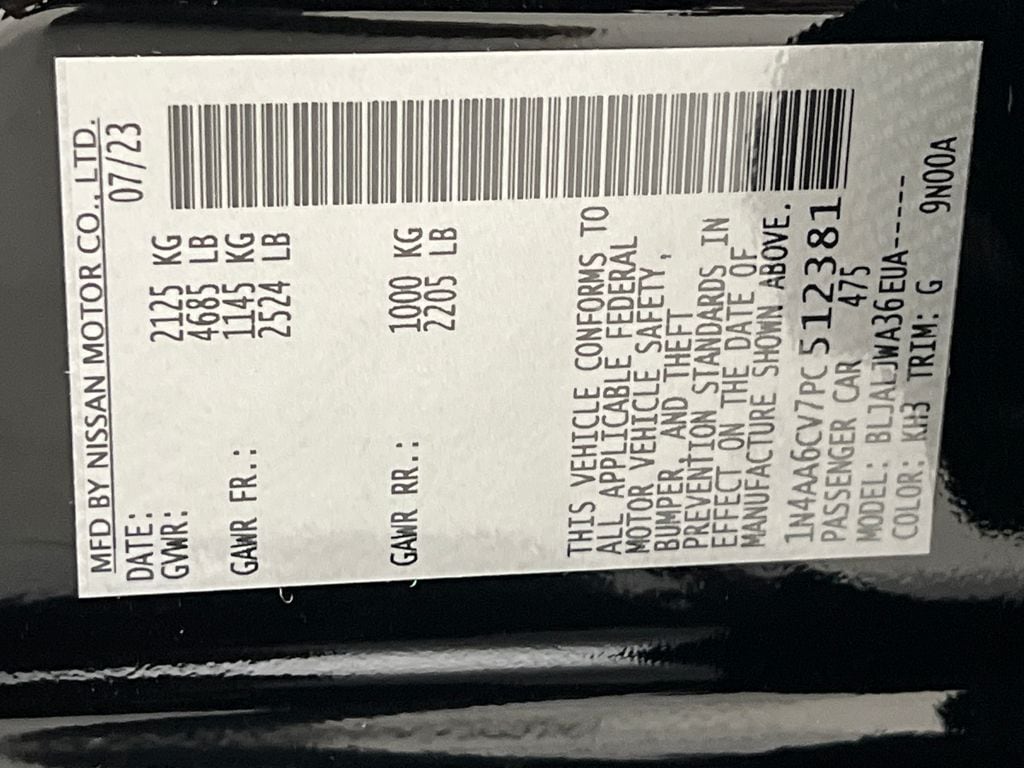 MFD BY NISSAN MOTOR CO., LTD.
DATE: 07/23
GVWR: 2125 KG
4685 LB
GAWR FR.: 1145 KG
2524 LB
GAWR RR.: 1000 KG
2205 LB
THIS VEHICLE CONFORMS TO
ALL APPLICABLE FEDERAL
MOTOR VEHICLE SAFETY,
BUMPER, AND THEFT
PREVENTION STANDARDS IN
EFFECT ON THE DATE OF
MANUFACTURE SHOWN ABOVE.
1N4AA6CV7PC512381
PASSENGER CAR 475
MODEL: BLJALJWA36EUA-----
COLOR: KH3 TRIM: G 9N00A